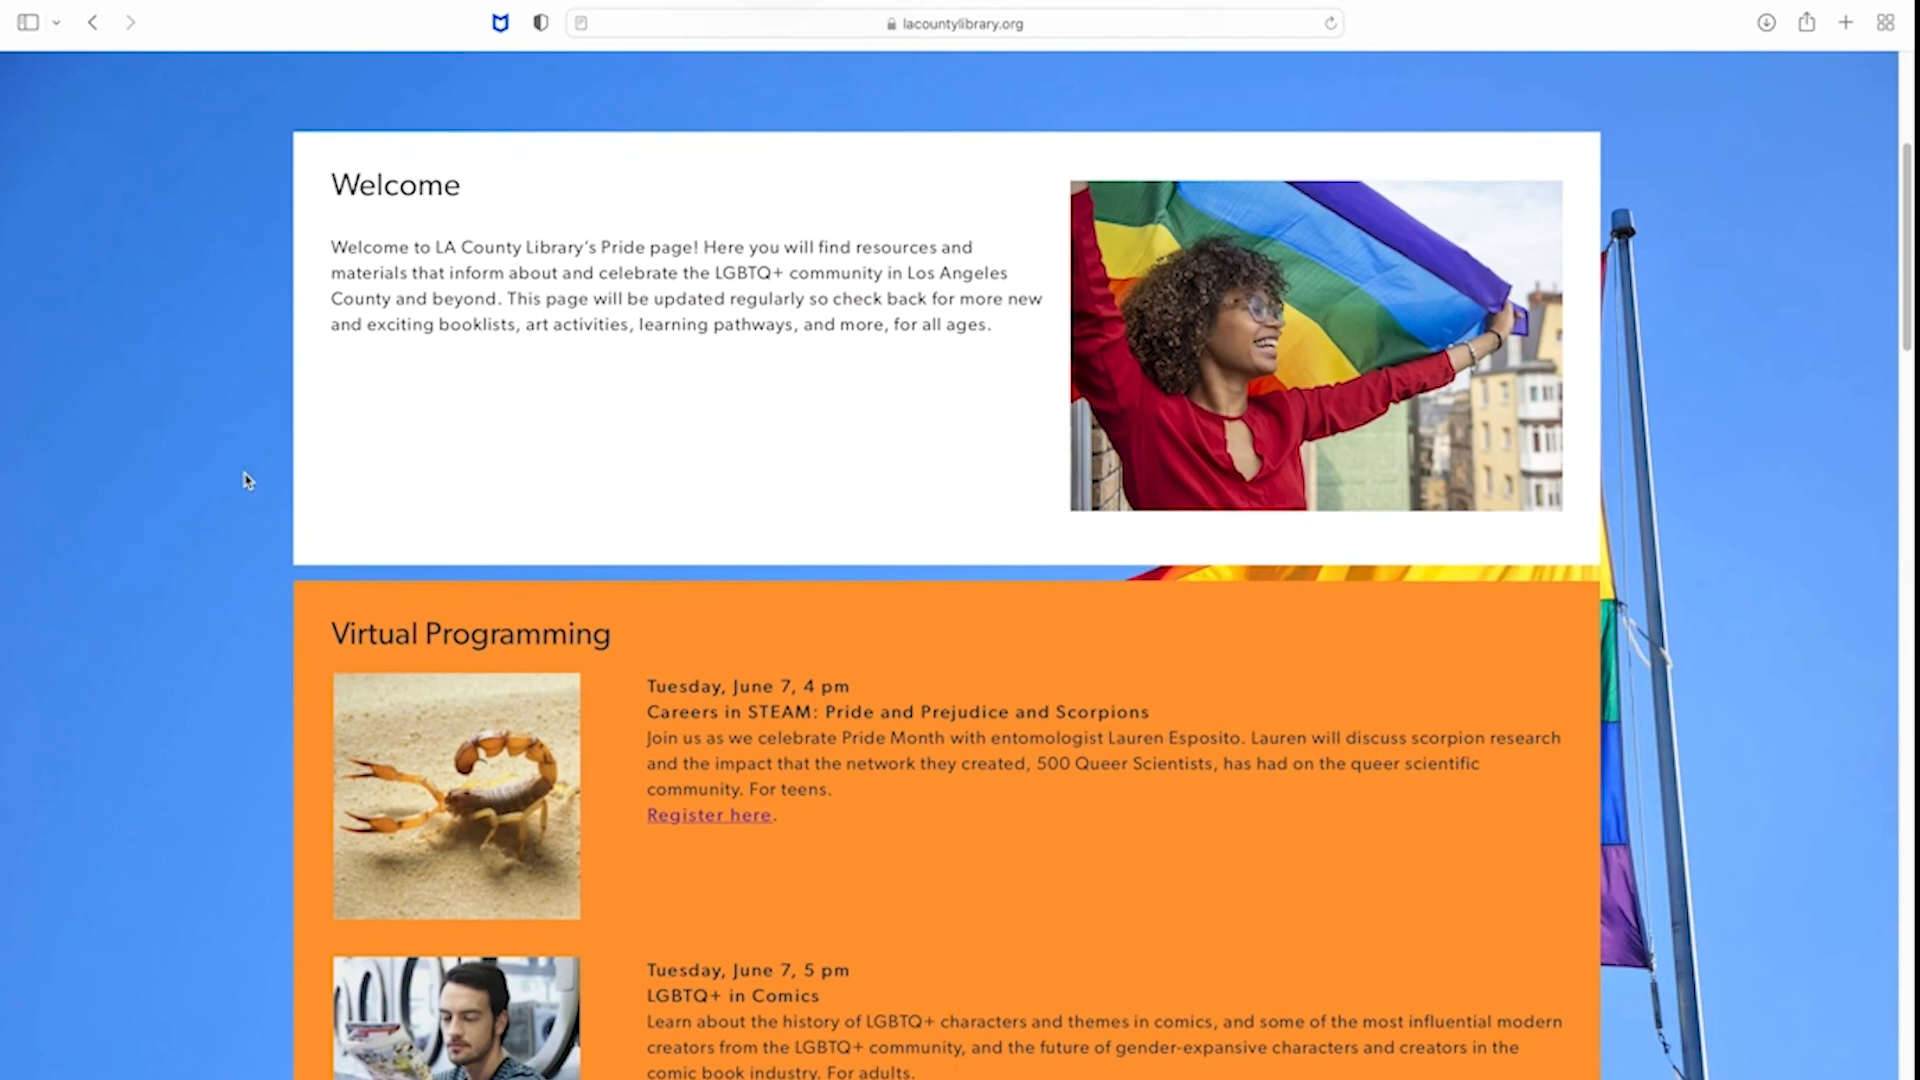 lacountylibrary.org
Welcome
Welcome to LA County Library's Pride page! Here you will find resources and
materials that inform about and celebrate the LGBTQ+ community in Los Angeles
County and beyond. This page will be updated regularly so check back for more new
and exciting booklists, art activities, learning pathways, and more, for all ages.
Virtual Programming
Tuesday, June 7, 4 pm
Careers in STEAM: Pride and Prejudice and Scorpions
Join us as we celebrate Pride Month with entomologist Lauren Esposito. Lauren will discuss scorpion research
and the impact that the network they created, 500 Queer Scientists, has had on the queer scientific
community. For teens.
Register here.
Tuesday, June 7, 5 pm
LGBTQ+ in Comics
Learn about the history of LGBTQ+ characters and themes in comics, and some of the most influential modern
creators from the LGBTQ+ community, and the future of gender-expansive characters and creators in the
comic book industry. For adults.